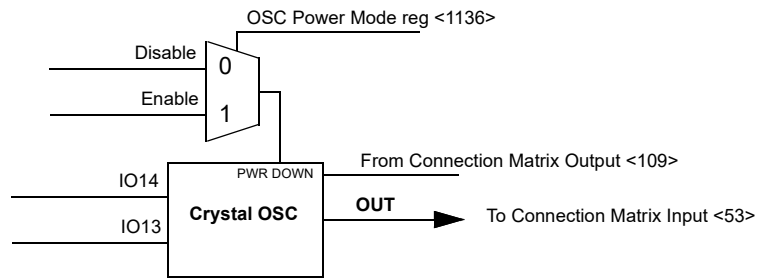 OSC Power Mode reg <1136>
Disable
0
Enable
1
PWR DOWN
From Connection Matrix Output <109>
IO14
Crystal OSC
OUT
To Connection Matrix Input <53>
IO13